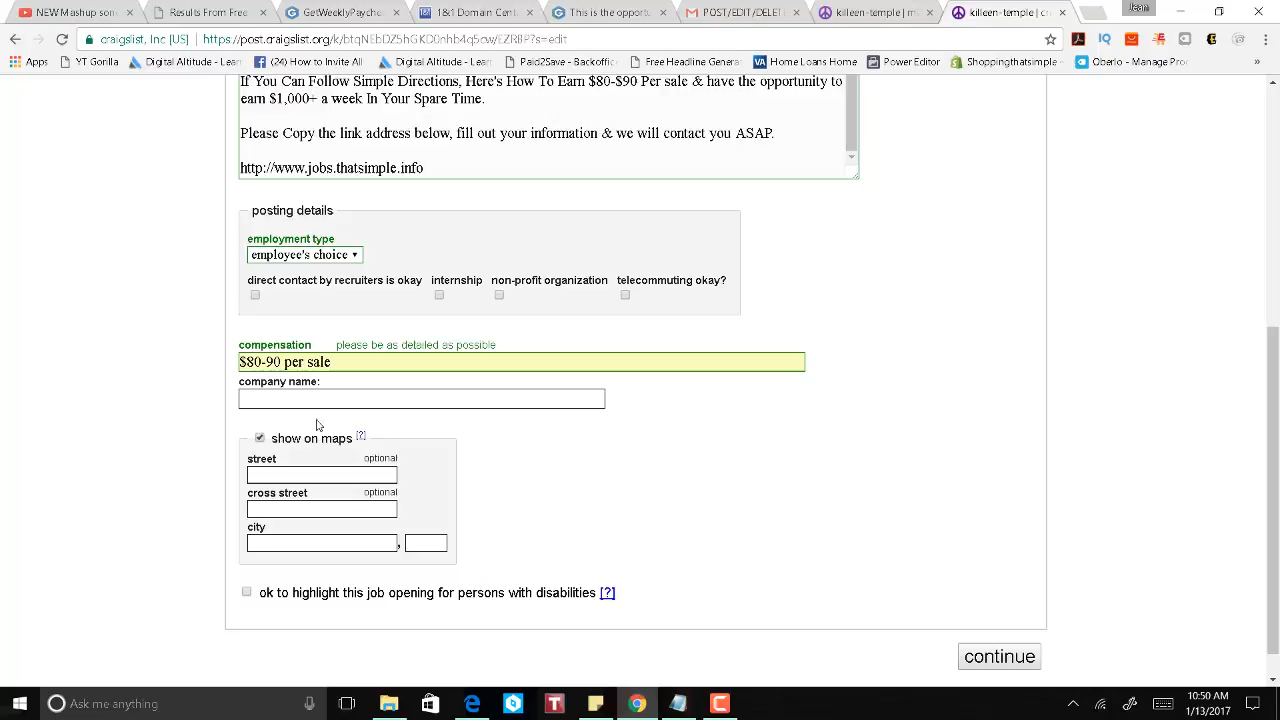 NEW Mashup son
Results From Free
GetWeeklyPaych
1&1 Domain Cent
This is the opport
POST/EDIT/DELET
killeen-temple | m
killeen-temple | c
Jean
craigslist, Inc [US] https://post.craigslist.org/k/btqNEbDZ5hGKD0nhb4q5cw/EZRBP?s=edit
Apps
YT Gorilla
Digital Altitude - Learn
(24) How to Invite All
Digital Altitude - Learn
Paid2Save - Backoffice
Free Headline Genera
Home Loans Home
Power Editor
Shoppingthatsimple
Oberlo - Manage Pro
»
If You Can Follow Simple Directions, Here's How To Earn $80-$90 Per sale & have the opportunity to
earn $1,000+ a week In Your Spare Time.
Please Copy the link address below, fill out your information & we will contact you ASAP.
http://www.jobs.thatsimple.info
posting details
employment type
employee's choice
direct contact by recruiters is okay internship non-profit organization telecommuting okay?
compensation please be as detailed as possible
$80-90 per sale
company name:
show on maps [?]
street optional
cross street optional
city
,
ok to highlight this job opening for persons with disabilities [?]
continue
Ask me anything
10:50 AM
1/13/2017